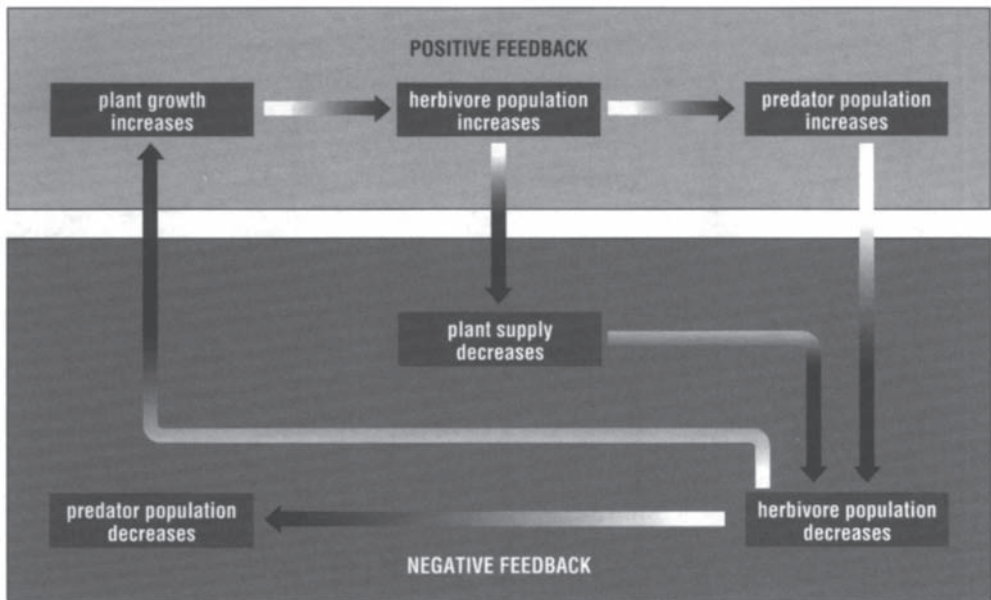 POSITIVE FEEDBACK
plant growth
increases
herbivore population
increases
predator population
increases
plant supply
decreases
predator population
decreases
herbivore population
decreases
NEGATIVE FEEDBACK